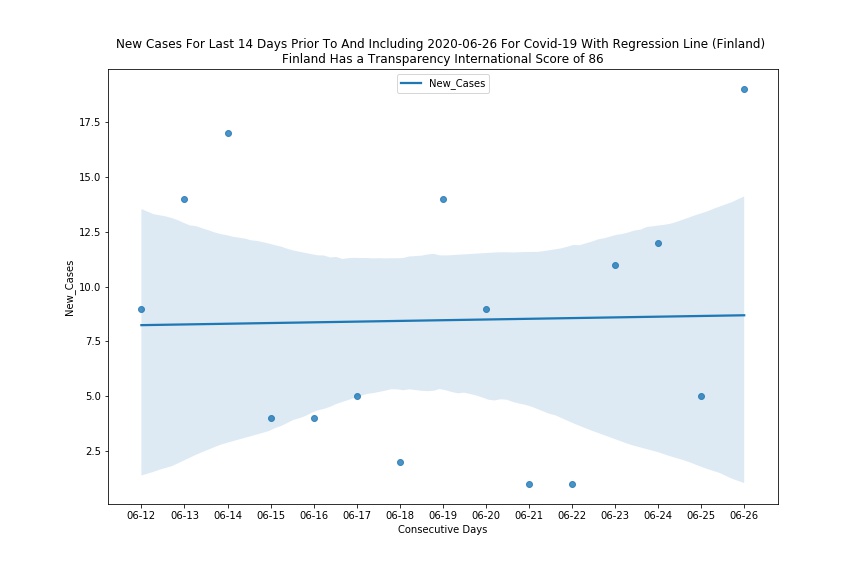 New Cases For Last 14 Days Prior To And Including 2020-06-26 For Covid-19 With Regression Line (Finland)
Finland Has a Transparency International Score of 86
New_Cases
17.5
15.0
12.5
10.0
7.5
5.0
2.5
New_Cases
06-12 06-13 06-14 06-15 06-16 06-17 06-18 06-19 06-20 06-21 06-22 06-23 06-24 06-25 06-26
Consecutive Days